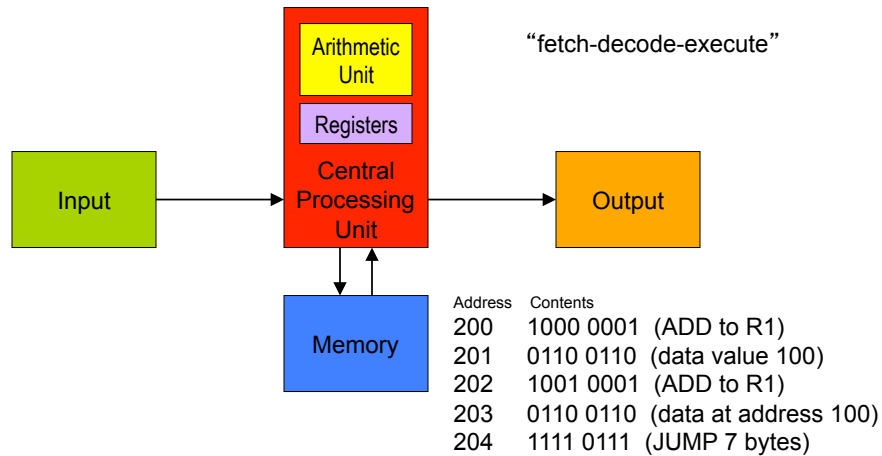 “fetch-decode-execute”
Arithmetic
Unit
Registers
Central
Processing
Unit
Input
Output
Memory
Address Contents
200 1000 0001 (ADD to R1)
201 0110 0110 (data value 100)
202 1001 0001 (ADD to R1)
203 0110 0110 (data at address 100)
204 1111 0111 (JUMP 7 bytes)